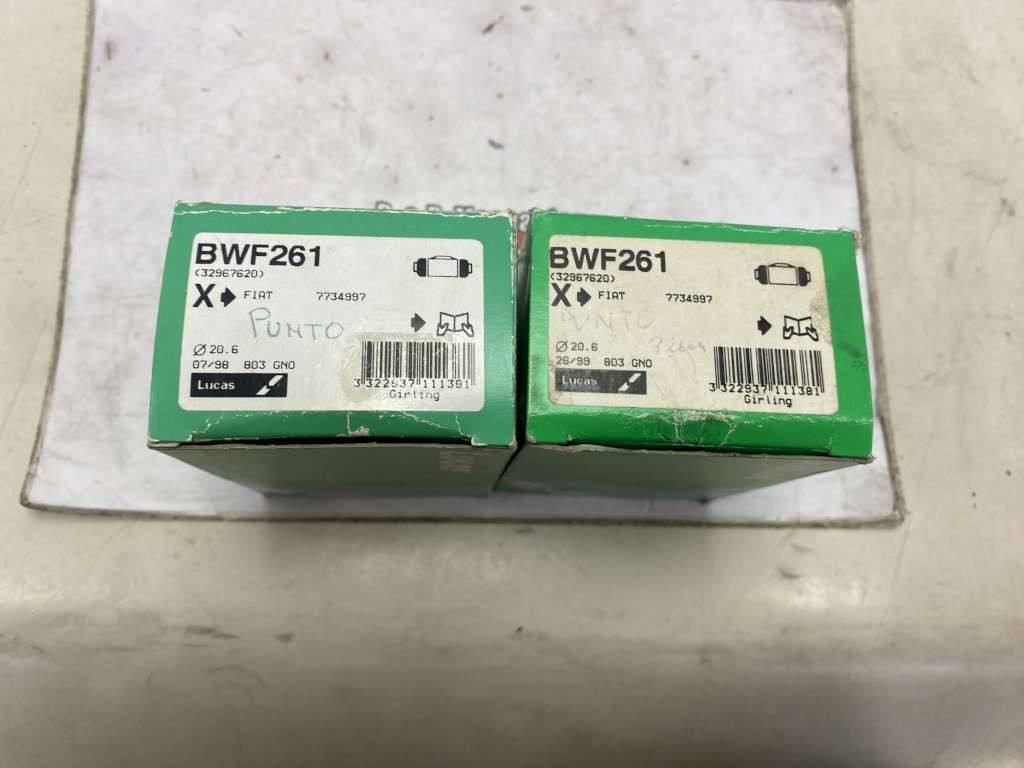 BWF261
(32967620)
X FIAT 7734997
PUNTO
Ø 20.6
07/98 803 GNO
Lucas
3 322937 111381
Girling
BWF261
(32967620)
X FIAT 7734997
PUNTO
Ø 20.6
26/99 803 GNO
Lucas
3 322937 111381
Girling